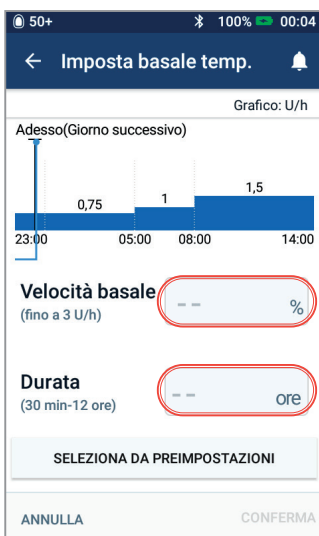 50+ 100% 00:04
Imposta basale temp.
Grafico: U/h
Adesso(Giorno successivo)
0,75 1 1,5
23:00 05:00 08:00 14:00
Velocità basale
(fino a 3 U/h)
-- %
Durata
(30 min-12 ore)
-- ore
SELEZIONA DA PREIMPOSTAZIONI
ANNULLA CONFERMA